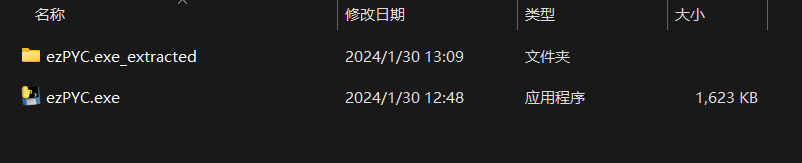 名称 修改日期 类型 大小
ezPYC.exe_extracted 2024/1/30 13:09 文件夹
ezPYC.exe 2024/1/30 12:48 应用程序 1,623 KB